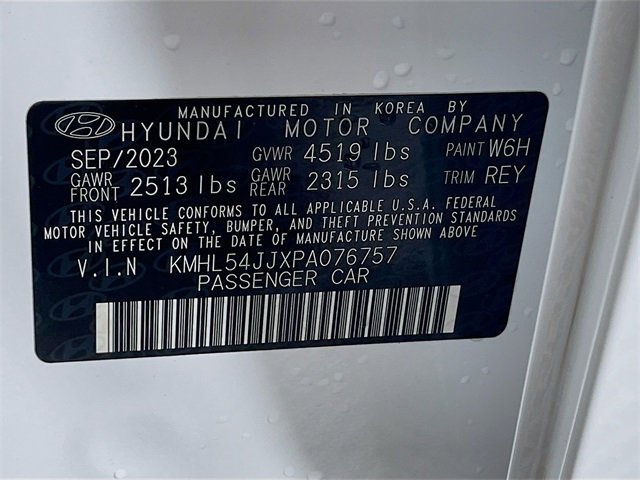 MANUFACTURED IN KOREA BY
HYUNDAI MOTOR COMPANY
SEP/2023 GVWR 4519 lbs PAINT W6H
GAWR FRONT 2513 lbs GAWR REAR 2315 lbs TRIM REY
THIS VEHICLE CONFORMS TO ALL APPLICABLE U.S.A. FEDERAL
MOTOR VEHICLE SAFETY, BUMPER, AND THEFT PREVENTION STANDARDS
IN EFFECT ON THE DATE OF MANUFACTURE SHOWN ABOVE
V.I.N KMHL54JJXPA076757
PASSENGER CAR